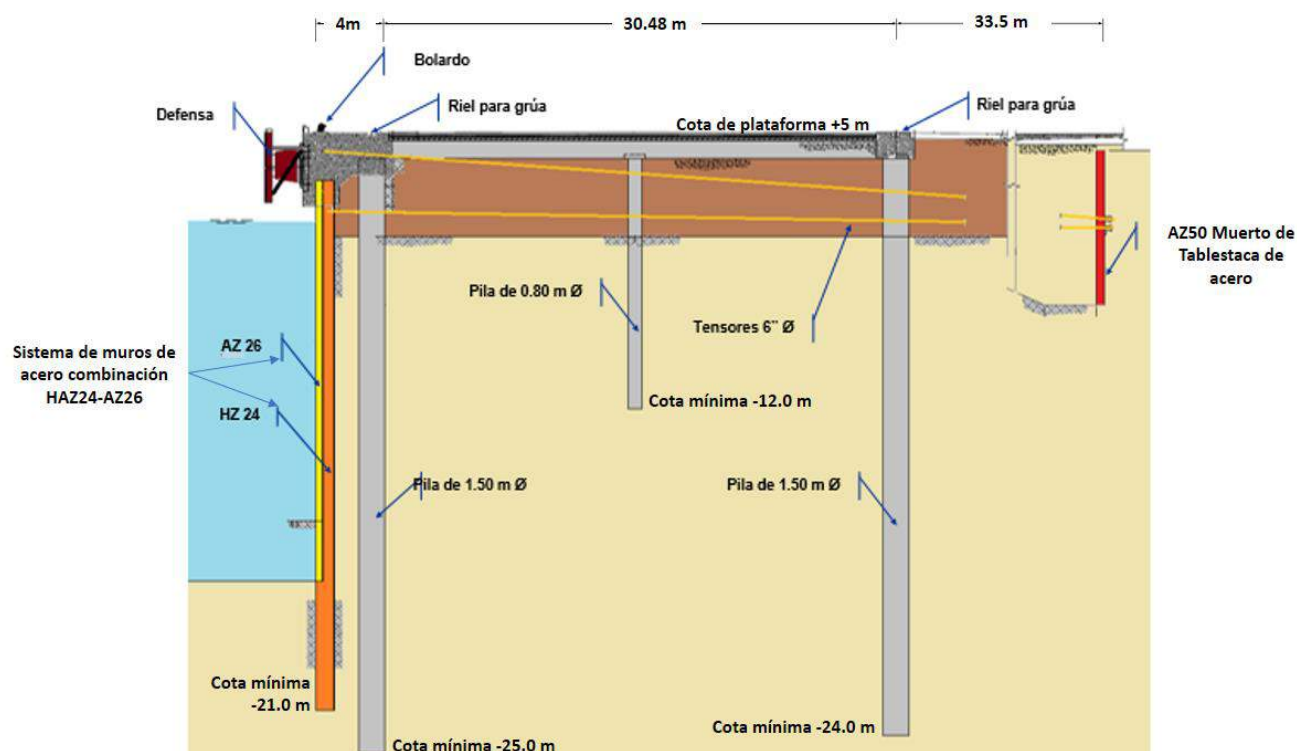 4m
30.48 m
33.5 m
Bolardo
Defensa
Riel para grúa
Cota de plataforma +5 m
Riel para grúa
AZ50 Muerto de
Tablestaca de
acero
Pila de 0.80 m Ø
Tensores 6” Ø
Sistema de muros de
acero combinación
HAZ24-AZ26
AZ 26
HZ 24
Cota mínima -12.0 m
Pila de 1.50 m Ø
Pila de 1.50 m Ø
Cota mínima
-21.0 m
Cota mínima -25.0 m
Cota mínima -24.0 m